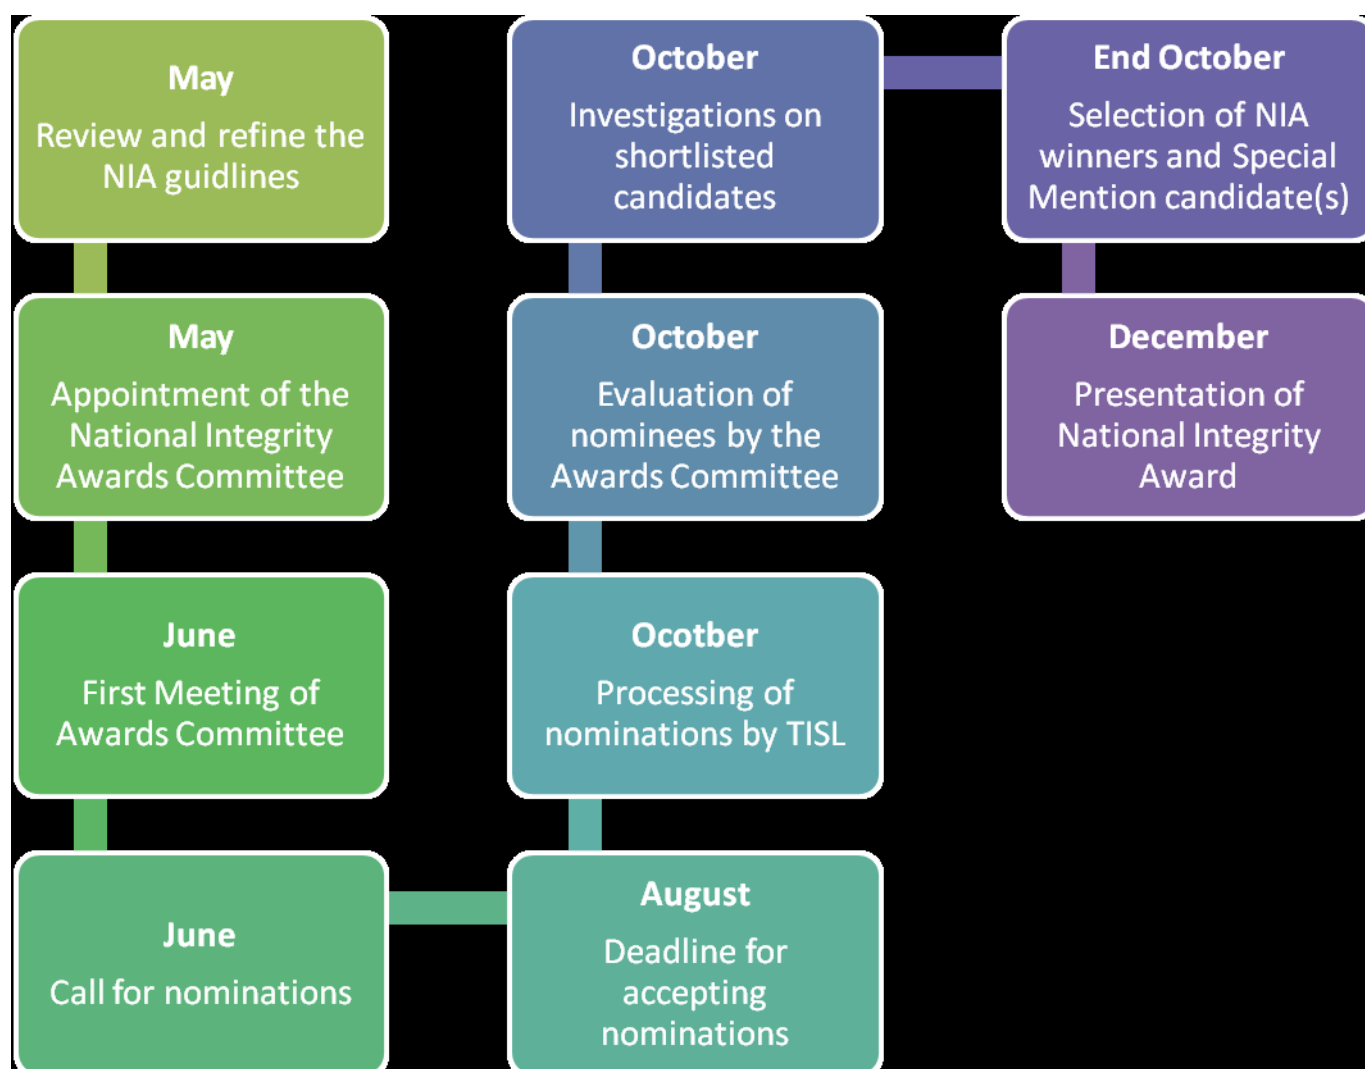 May
Review and refine the
NIA guidlines
May
Appointment of the
National Integrity
Awards Committee
June
First Meeting of
Awards Committee
June
Call for nominations
August
Deadline for
accepting
nominations
Ocotber
Processing of
nominations by TISL
October
Evaluation of
nominees by the
Awards Committee
October
Investigations on
shortlisted
candidates
End October
Selection of NIA
winners and Special
Mention candidate(s)
December
Presentation of
National Integrity
Award